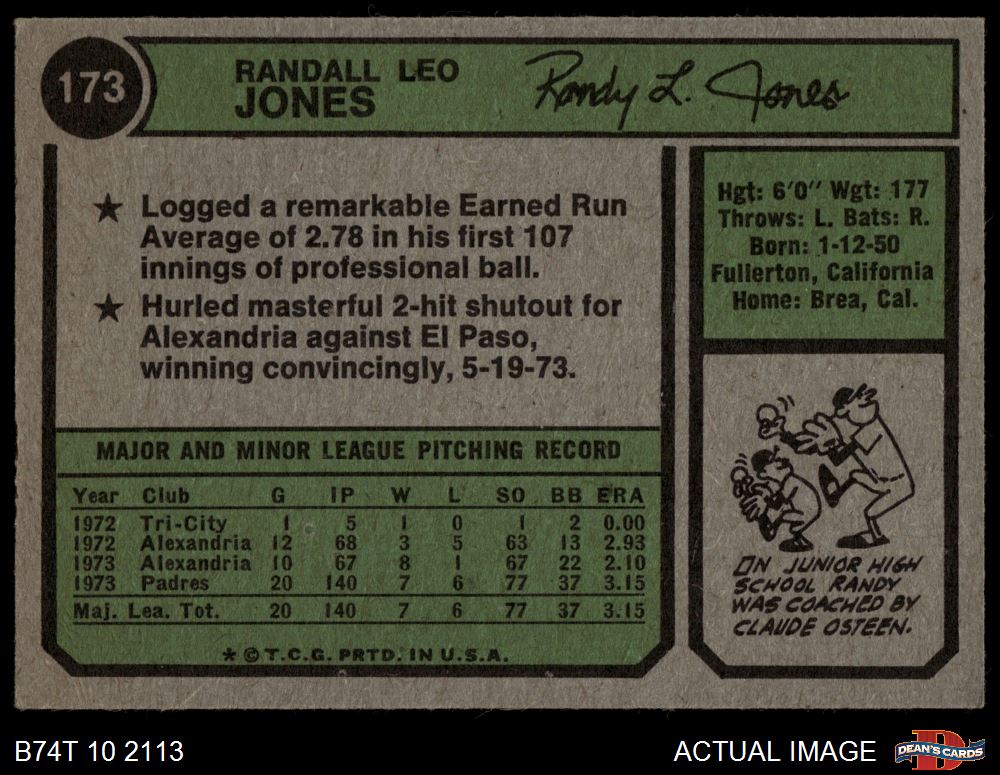 173
RANDALL LEO
JONES
Randy L. Jones
★ Logged a remarkable Earned Run
Average of 2.78 in his first 107
innings of professional ball.
★ Hurled masterful 2-hit shutout for
Alexandria against El Paso,
winning convincingly, 5-19-73.
Hgt: 6'0" Wgt: 177
Throws: L. Bats: R.
Born: 1-12-50
Fullerton, California
Home: Brea, Cal.
MAJOR AND MINOR LEAGUE PITCHING RECORD
Year Club G IP W L SO BB ERA
1972 Tri-City 1 5 1 0 1 2 0.00
1972 Alexandria 12 68 3 5 63 13 2.93
1973 Alexandria 10 67 8 1 67 22 2.10
1973 Padres 20 140 7 6 77 37 3.15
Maj. Lea. Tot. 20 140 7 6 77 37 3.15
* © T.C.G. PRTD. IN U.S.A.
IN JUNIOR HIGH
SCHOOL RANDY
WAS COACHED BY
CLAUDE OSTEEN.
B74T 10 2113
ACTUAL IMAGE
DEAN'S CARDS